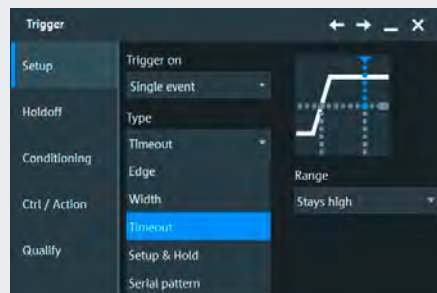 Trigger
Setup
Holdoff
Conditioning
Ctrl / Action
Qualify
Trigger on
Single event
Type
Timeout
Edge
Width
Timeout
Setup & Hold
Serial pattern
Range
Stays high